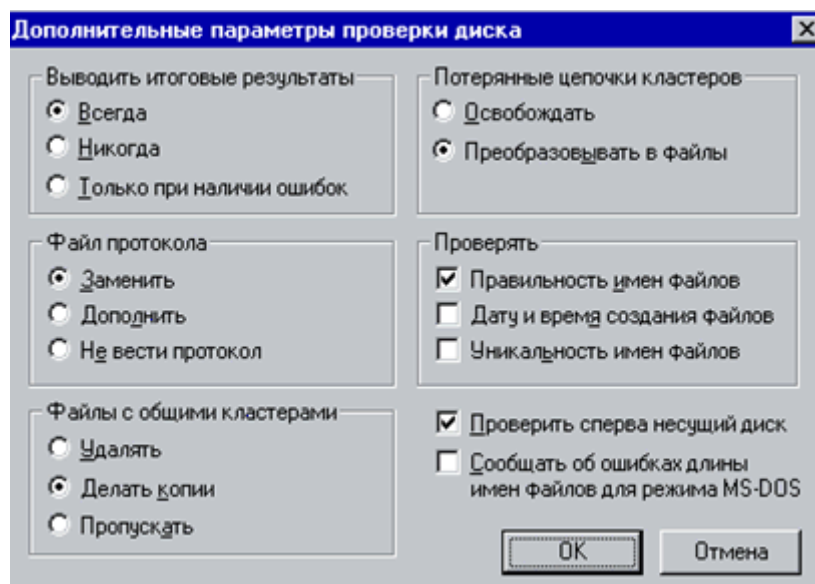 Дополнительные параметры проверки диска
Выводить итоговые результаты
Всегда
Никогда
Только при наличии ошибок
Файл протокола
Заменить
Дополнить
Не вести протокол
Файлы с общими кластерами
Удалять
Делать копии
Пропускать
Потерянные цепочки кластеров
Освобождать
Преобразовывать в файлы
Проверять
Правильность имен файлов
Дату и время создания файлов
Уникальность имен файлов
Проверить сперва несущий диск
Сообщать об ошибках длины
имен файлов для режима MS-DOS
OK
Отмена